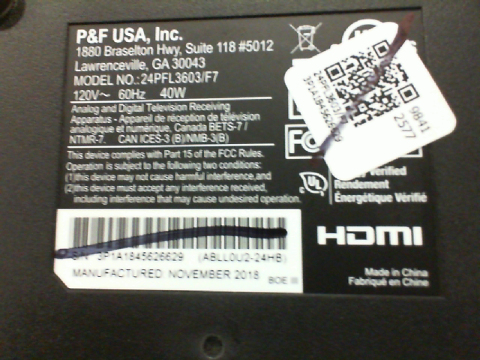 P&F USA, Inc.
1880 Braselton Hwy, Suite 118 #5012
Lawrenceville, GA 30043
MODEL NO.: 24PFL3603/F7
120V~ 60Hz 40W
Analog and Digital Television Receiving
Apparatus - Appareil de réception de télévision
analogique et numérique, Canada BETS-7 /
NTMR-7. CAN ICES-3 (B)/NMB-3(B)
This device complies with Part 15 of the FCC Rules.
Operation is subject to the following two conditions:
(1)this device may not cause harmful interference,and
(2)this device must accept any interference received,
including interference that may cause undesired operation.
3P1A1845626629 (ABLL0U2-24HB)
MANUFACTURED: NOVEMBER 2018
BOE III
9841
2577
UL
Verified
Rendement
Énergétique Vérifié
HDMI
Made in China
Fabriqué en Chine